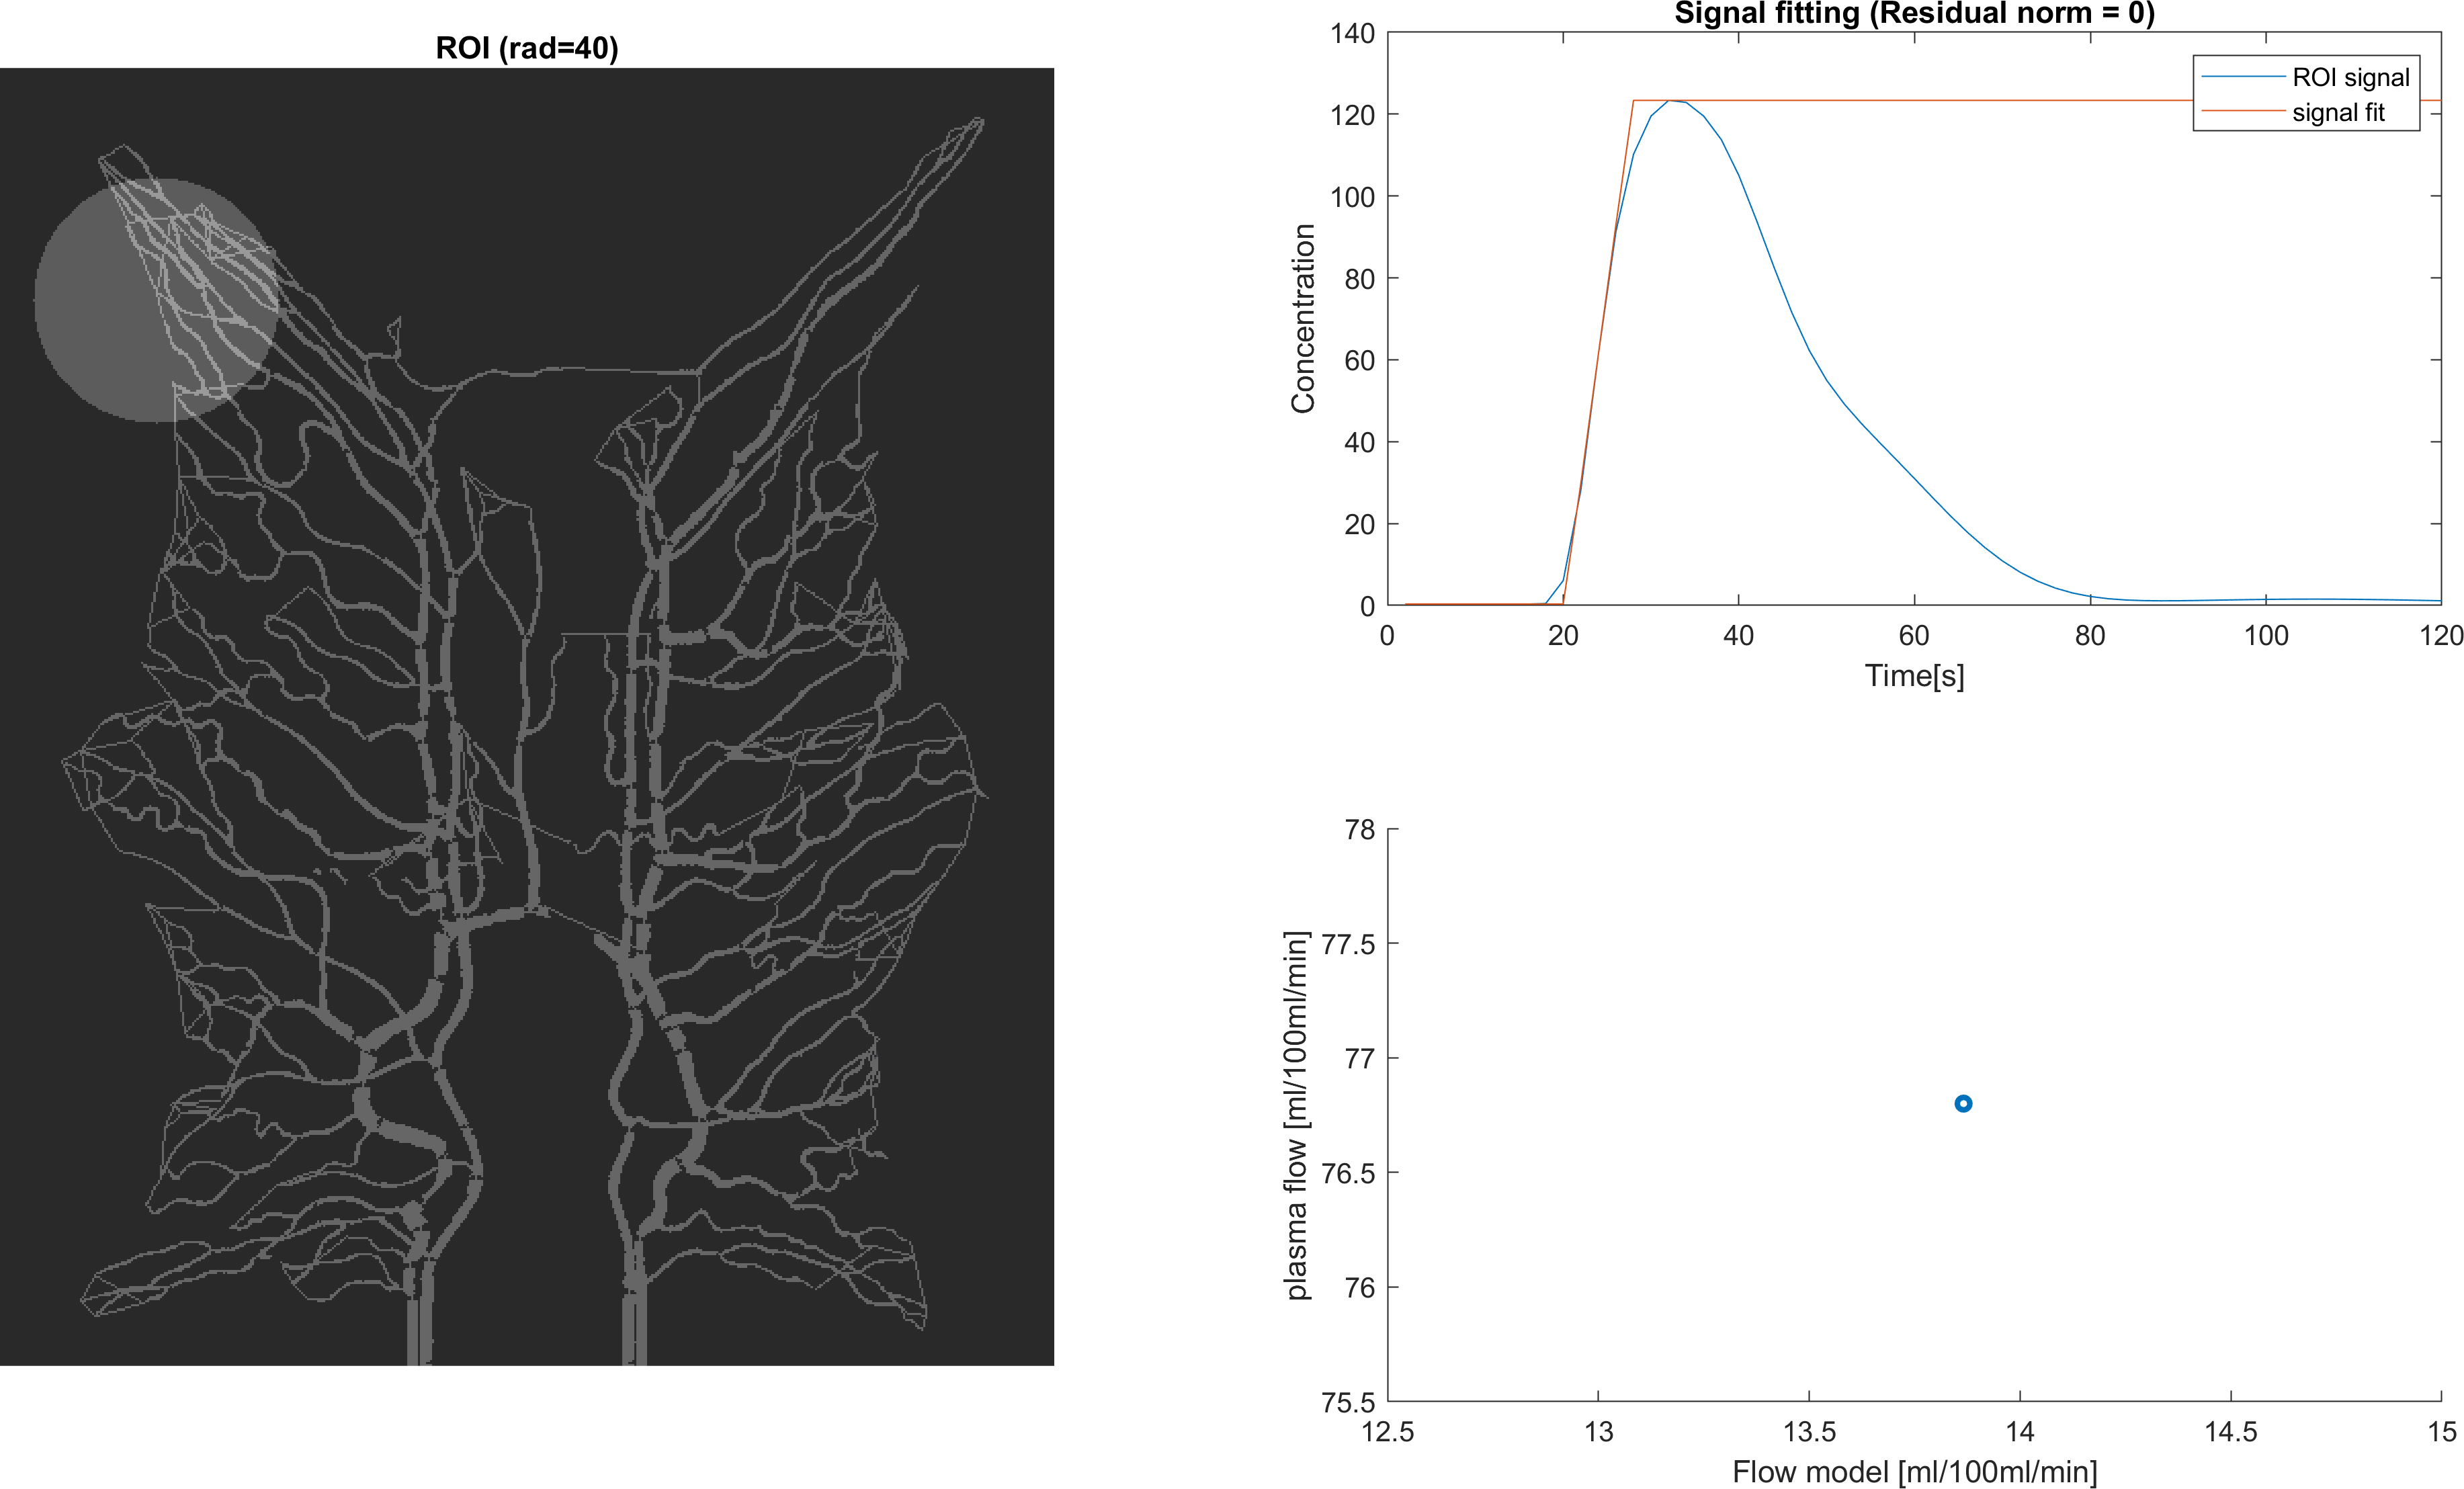 ROI (rad=40)
Signal fitting (Residual norm = 0)
140
120
100
80
60
40
20
0
Concentration
ROI signal
signal fit
0 20 40 60 80 100 120
Time[s]
78
77.5
77
76.5
76
75.5
plasma flow [ml/100ml/min]
12.5 13 13.5 14 14.5 15
Flow model [ml/100ml/min]